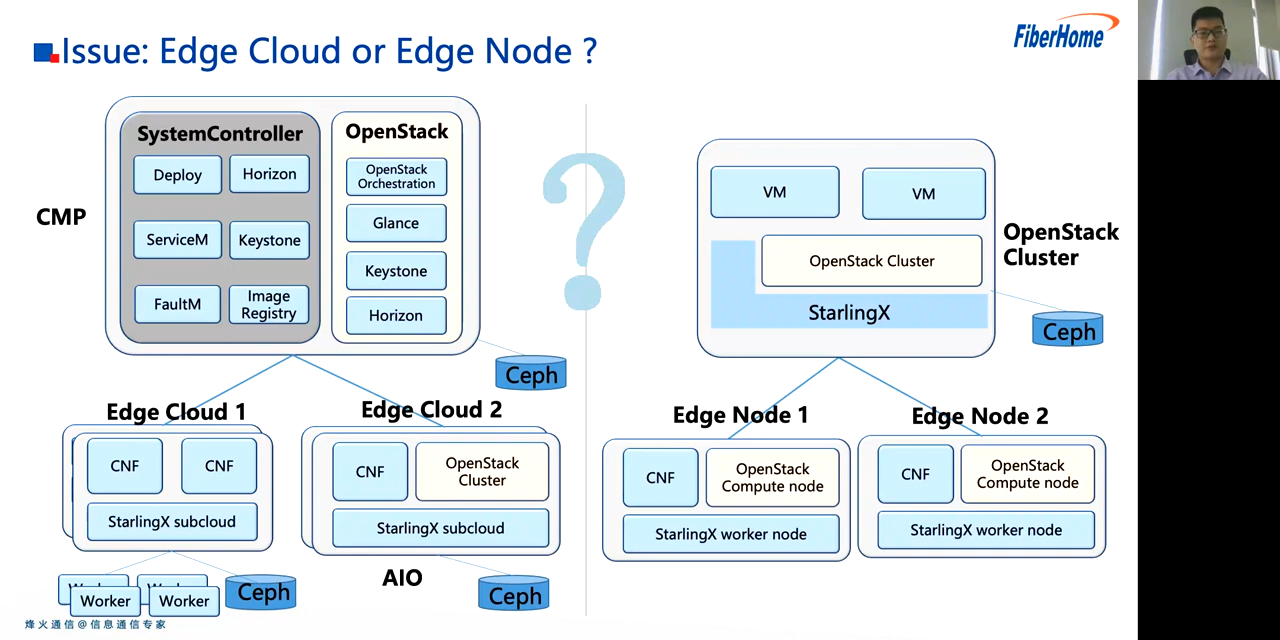 Issue: Edge Cloud or Edge Node ?
FiberHome
CMP
SystemController
Deploy
Horizon
ServiceM
Keystone
FaultM
Image
Registry
OpenStack
OpenStack
Orchestration
Glance
Keystone
Horizon
Ceph
Edge Cloud 1
CNF
CNF
StarlingX subcloud
Worker
Worker
Ceph
Edge Cloud 2
CNF
OpenStack
Cluster
StarlingX subcloud
AIO
Ceph
?
VM
VM
OpenStack Cluster
StarlingX
OpenStack
Cluster
Ceph
Edge Node 1
CNF
OpenStack
Compute node
StarlingX worker node
Edge Node 2
CNF
OpenStack
Compute node
StarlingX worker node
烽火通信@信息通信专家